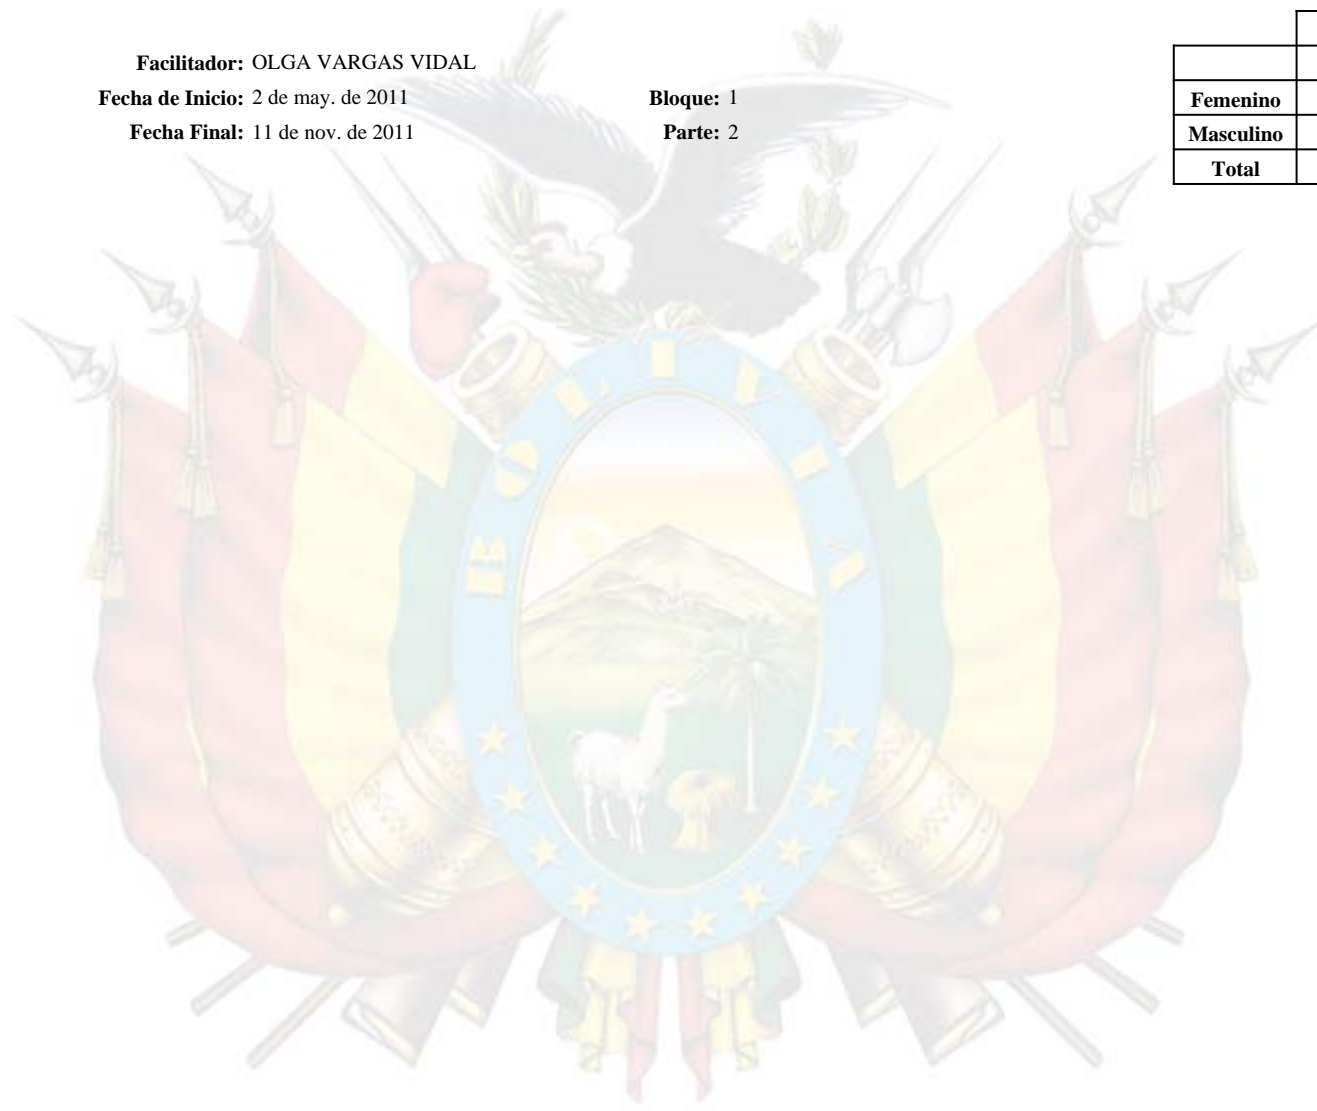 Facilitador: OLGA VARGAS VIDAL
Fecha de Inicio: 2 de may. de 2011 Bloque: 1
Fecha Final: 11 de nov. de 2011 Parte: 2
Femenino
Masculino
Total
BOLIVIA